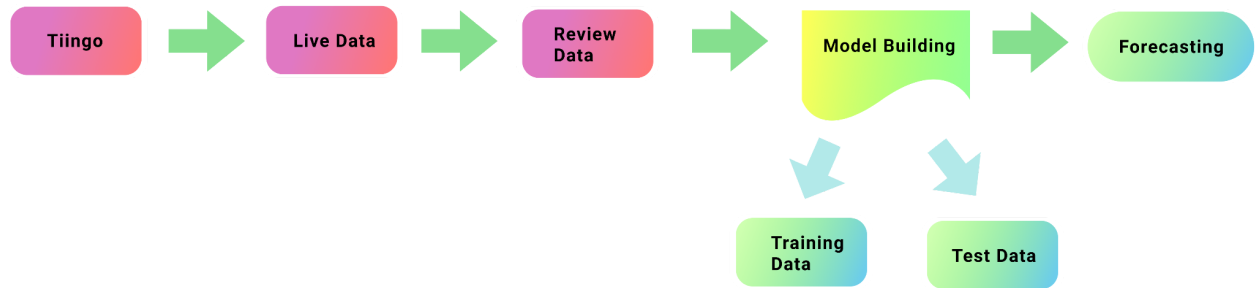 Tiingo
Live Data
Review
Data
Model Building
Forecasting
Training
Data
Test Data